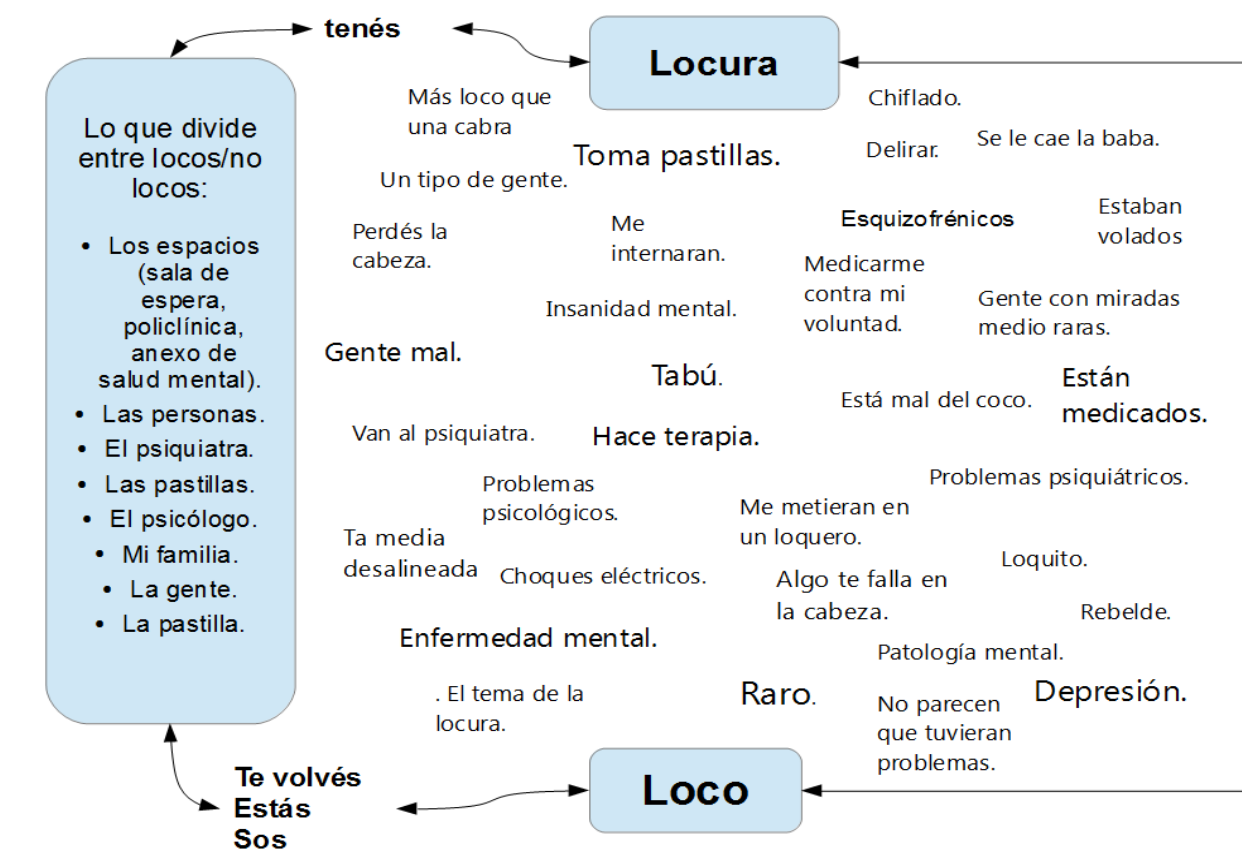 tenés
Locura
Lo que divide
entre locos/no
locos:
• Los espacios
(sala de
espera,
policlínica,
anexo de
salud mental).
• Las personas.
• El psiquiatra.
• Las pastillas.
• El psicólogo.
• Mi familia.
• La gente.
• La pastilla.
Más loco que
una cabra
Chiflado.
Toma pastillas.
Delirar.
Se le cae la baba.
Un tipo de gente.
Perdés la
cabeza.
Me
internaran.
Esquizofrénicos
Estaban
volados
Medicarme
contra mi
voluntad.
Gente con miradas
medio raras.
Insanidad mental.
Gente mal.
Tabú.
Está mal del coco.
Están
medicados.
Van al psiquiatra.
Hace terapia.
Problemas
psicológicos.
Problemas psiquiátricos.
Me metieran en
un loquero.
Ta media
desalineada
Choques eléctricos.
Algo te falla en
la cabeza.
Loquito.
Rebelde.
Enfermedad mental.
Patología mental.
. El tema de la
locura.
Raro.
No parecen
que tuvieran
problemas.
Depresión.
Te volvés
Estás
Sos
Loco